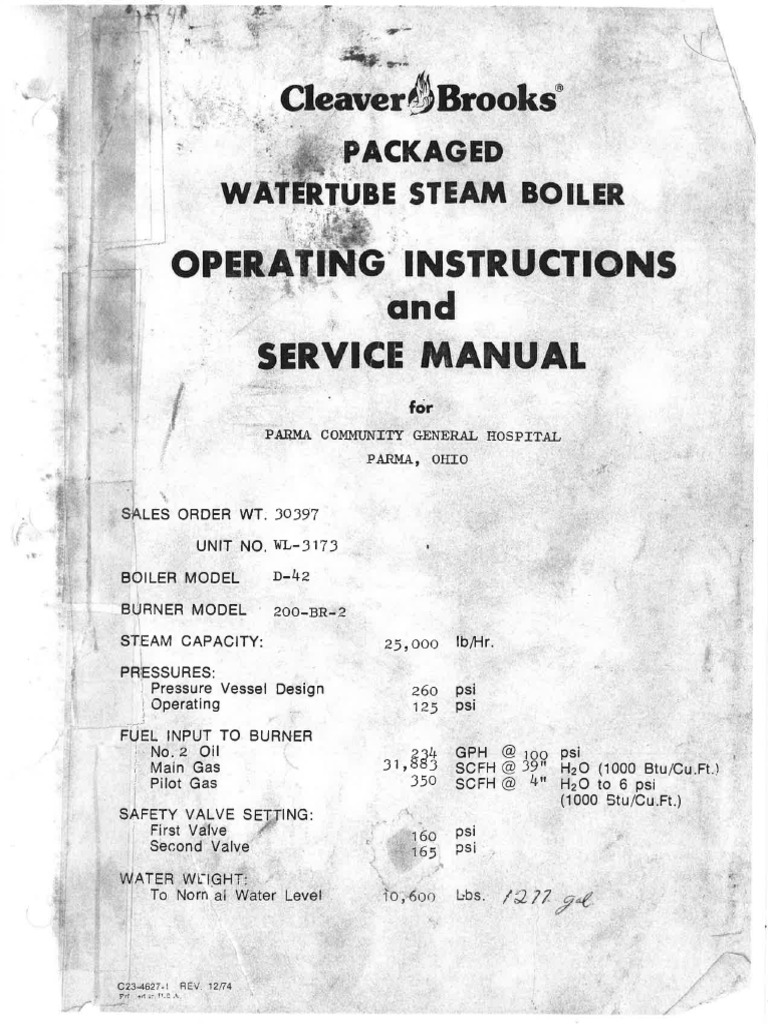 Cleaver Brooks®
PACKAGED
WATERTUBE STEAM BOILER
OPERATING INSTRUCTIONS
and
SERVICE MANUAL
for
PARMA COMMUNITY GENERAL HOSPITAL
PARMA, OHIO
SALES ORDER WT. 30397
UNIT NO. WL-3173
BOILER MODEL D-42
BURNER MODEL 200-BR-2
STEAM CAPACITY: 25,000 lb/Hr.
PRESSURES:
Pressure Vessel Design 260 psi
Operating 125 psi
FUEL INPUT TO BURNER
No. 2 Oil 234 GPH @ 100 psi
Main Gas 31,883 SCFH @ 39" H2O (1000 Btu/Cu.Ft.)
Pilot Gas 350 SCFH @ 4" H2O to 6 psi
(1000 Btu/Cu.Ft.)
SAFETY VALVE SETTING:
First Valve 160 psi
Second Valve 165 psi
WATER WEIGHT:
To Normal Water Level 10,600 Lbs. 1277 gal
C23-4627-1 REV. 12/74